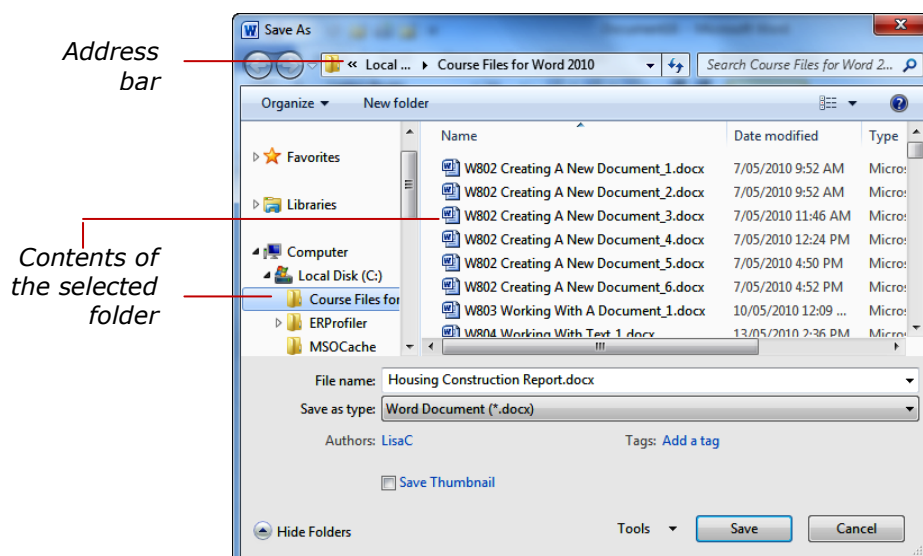 Save As
Address
bar
« Local ... Course Files for Word 2010
Search Course Files for Word 2...
Organize
New folder
Name
Date modified
Type
Favorites
Libraries
Computer
Local Disk (C:)
Course Files for
ERProfiler
MSOCache
W802 Creating A New Document_1.docx 7/05/2010 9:52 AM Micros
W802 Creating A New Document_2.docx 7/05/2010 9:52 AM Micros
W802 Creating A New Document_3.docx 7/05/2010 11:46 AM Micros
W802 Creating A New Document_4.docx 7/05/2010 12:24 PM Micros
W802 Creating A New Document_5.docx 7/05/2010 4:50 PM Micros
W802 Creating A New Document_6.docx 7/05/2010 4:52 PM Micros
W803 Working With A Document_1.docx 10/05/2010 12:09 ... Micros
W804 Working With Text_1.docx 13/05/2010 2:36 PM Micros
Contents of
the selected
folder
File name: Housing Construction Report.docx
Save as type: Word Document (*.docx)
Authors: LisaC
Tags: Add a tag
Save Thumbnail
Hide Folders
Tools
Save
Cancel